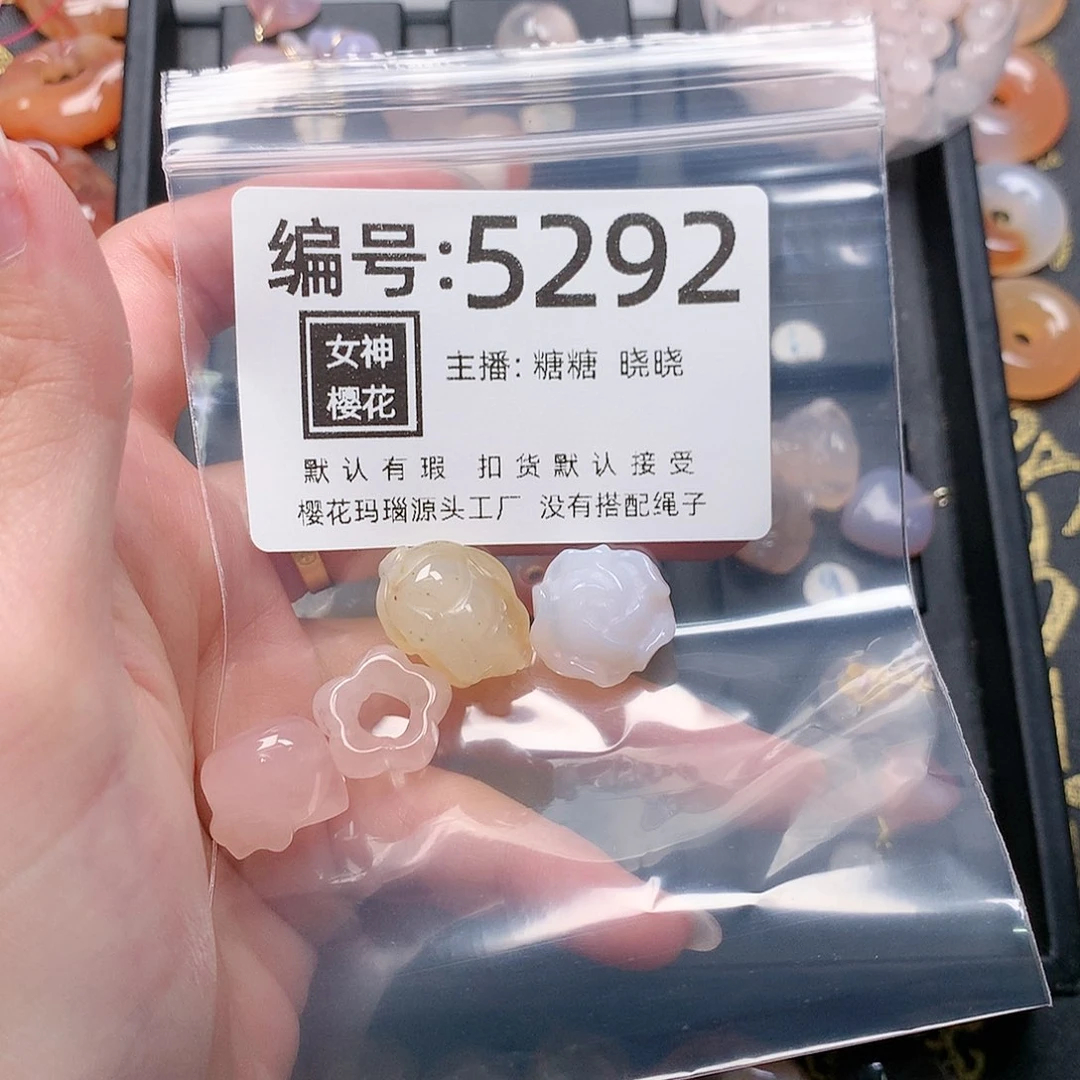 编号:5292
女神
樱花
主播: 糖糖 晓晓
默认有瑕 扣货默认接受
樱花玛瑙源头工厂 没有搭配绳子